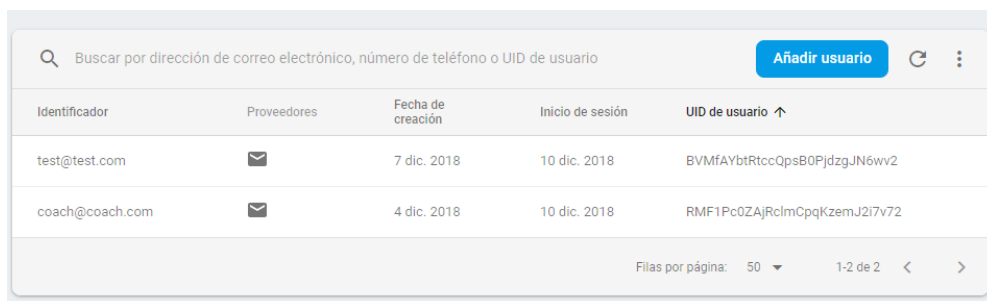 Buscar por dirección de correo electrónico, número de teléfono o UID de usuario
Añadir usuario
Identificador
Proveedores
Fecha de
creación
Inicio de sesión
UID de usuario
test@test.com
7 dic. 2018
10 dic. 2018
BVMfAYbtRtccQpsB0PjdzgJN6wv2
coach@coach.com
4 dic. 2018
10 dic. 2018
RMF1Pc0ZAjRclmCpqKzemJ2i7v72
Filas por página:
50
1-2 de 2